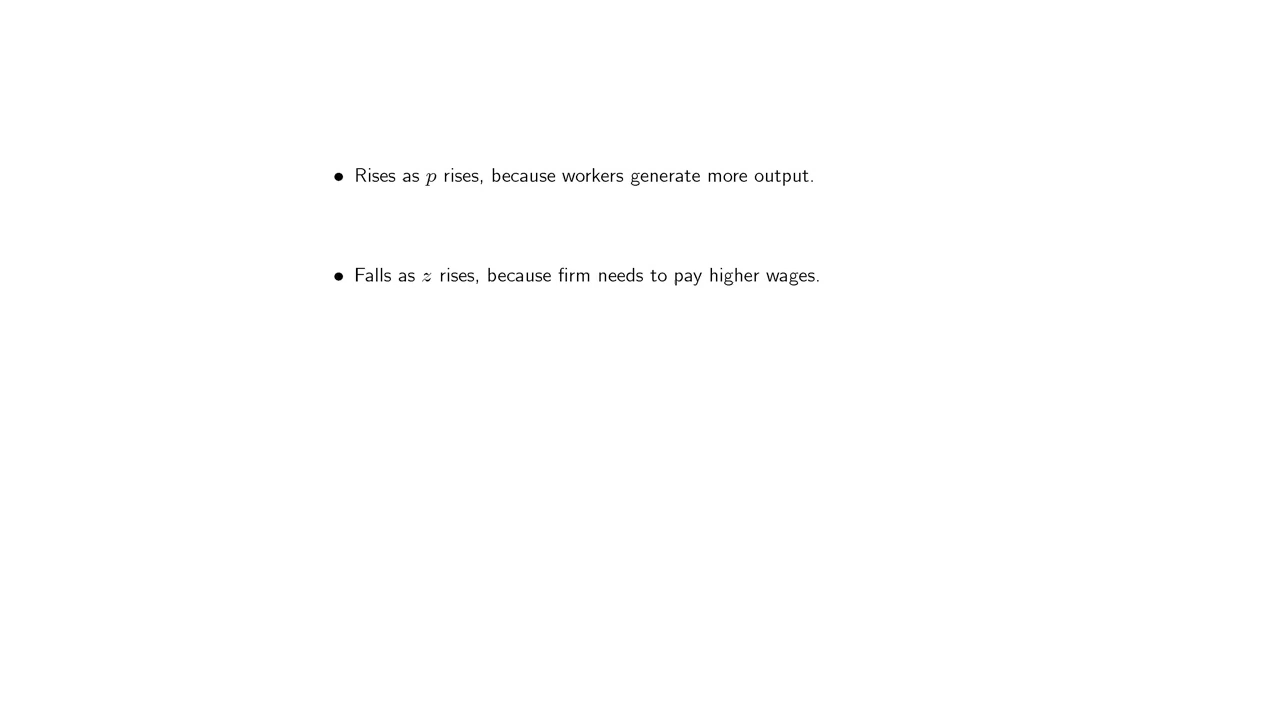 • Rises as p rises, because workers generate more output.
• Falls as z rises, because firm needs to pay higher wages.